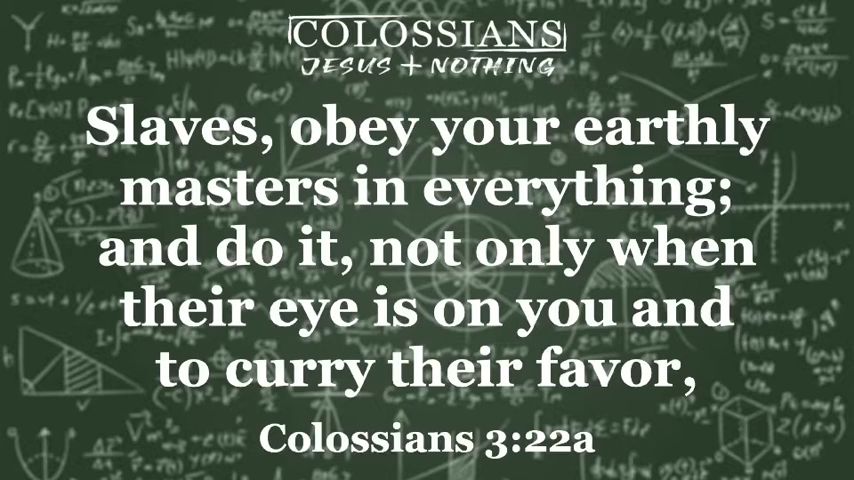 COLOSSIANS
JESUS + NOTHING
Slaves, obey your earthly
masters in everything;
and do it, not only when
their eye is on you and
to curry their favor,
Colossians 3:22a